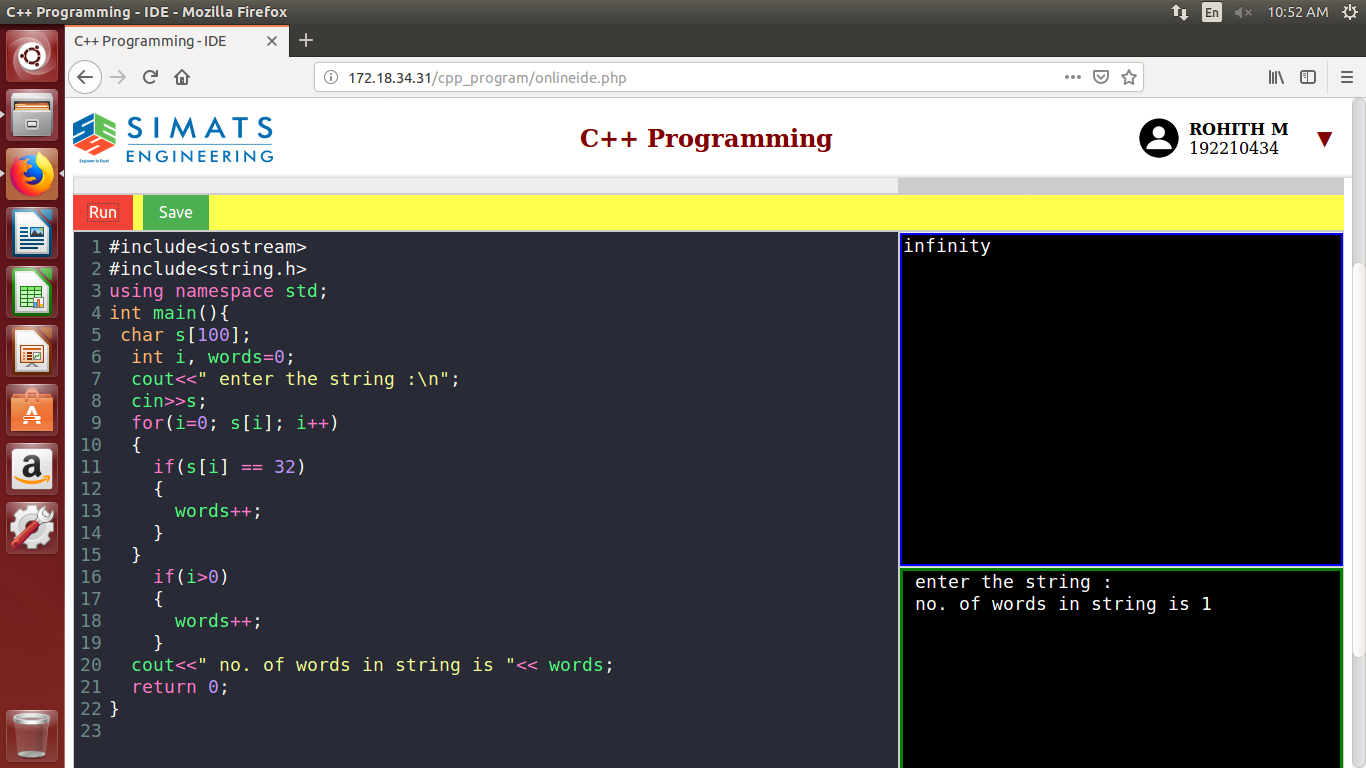 C++ Programming - IDE - Mozilla Firefox
En
10:52 AM
C++ Programming - IDE
172.18.34.31/cpp_program/onlineide.php
SIMATS
ENGINEERING
Engineer to Excel
C++ Programming
ROHITH M
192210434
Run
Save
1 #include<iostream>
2 #include<string.h>
3 using namespace std;
4 int main(){
5  char s[100];
6   int i, words=0;
7   cout<<" enter the string :\n";
8   cin>>s;
9   for(i=0; s[i]; i++)
10   {
11     if(s[i] == 32)
12     {
13       words++;
14     }
15   }
16     if(i>0)
17     {
18       words++;
19     }
20   cout<<" no. of words in string is "<< words;
21   return 0;
22 }
23
infinity
enter the string :
no. of words in string is 1